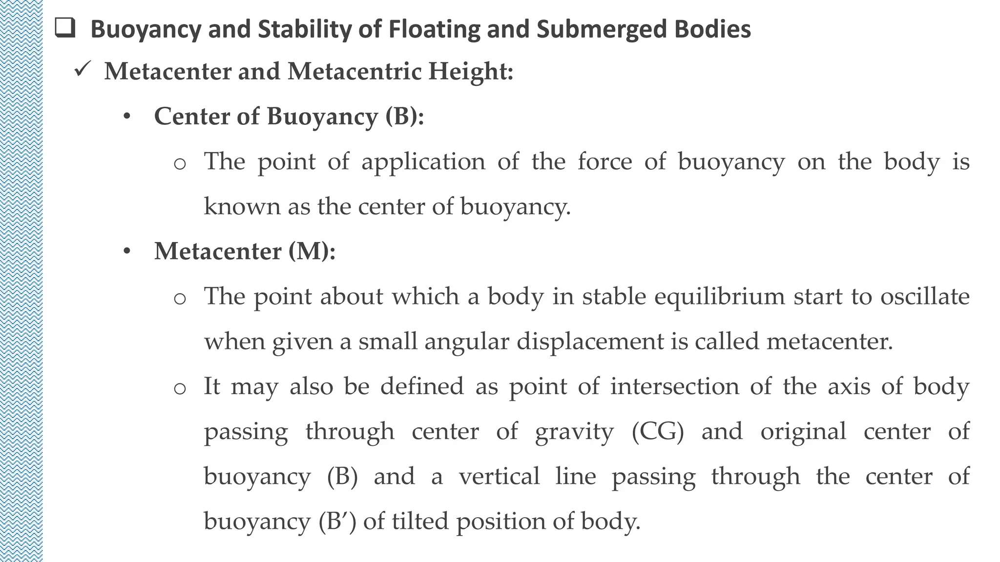 ❑ Buoyancy and Stability of Floating and Submerged Bodies
✓ Metacenter and Metacentric Height:
• Center of Buoyancy (B):
o The point of application of the force of buoyancy on the body is
known as the center of buoyancy.
• Metacenter (M):
o The point about which a body in stable equilibrium start to oscillate
when given a small angular displacement is called metacenter.
o It may also be defined as point of intersection of the axis of body
passing through center of gravity (CG) and original center of
buoyancy (B) and a vertical line passing through the center of
buoyancy (B’) of tilted position of body.